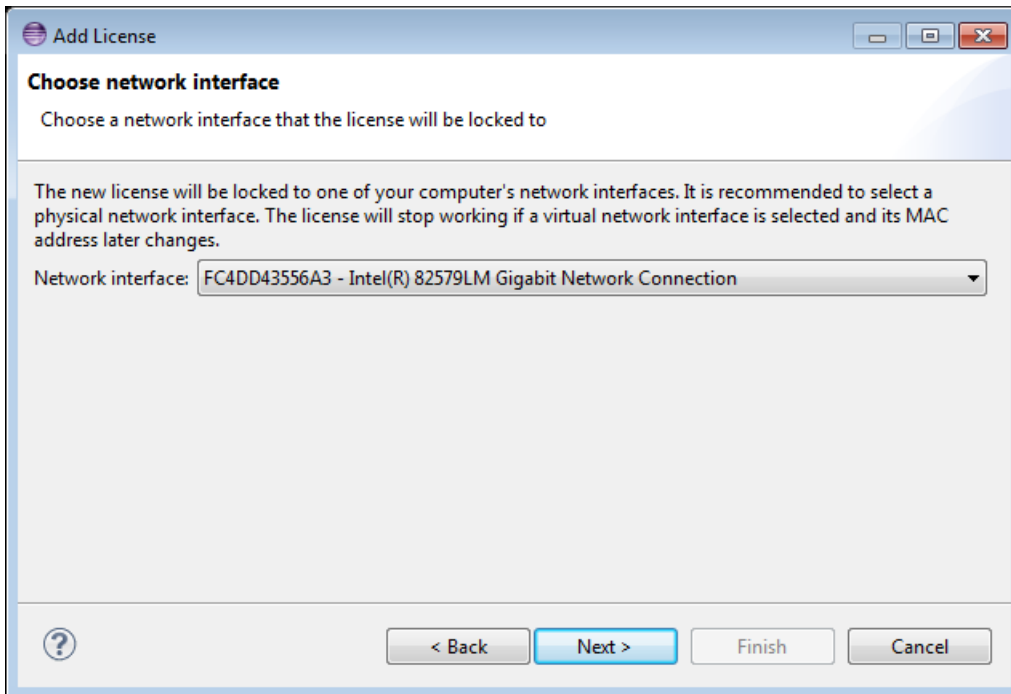 Add License
Choose network interface
Choose a network interface that the license will be locked to
The new license will be locked to one of your computer's network interfaces. It is recommended to select a
physical network interface. The license will stop working if a virtual network interface is selected and its MAC
address later changes.
Network interface: FC4DD43556A3 - Intel(R) 82579LM Gigabit Network Connection
? < Back Next > Finish Cancel